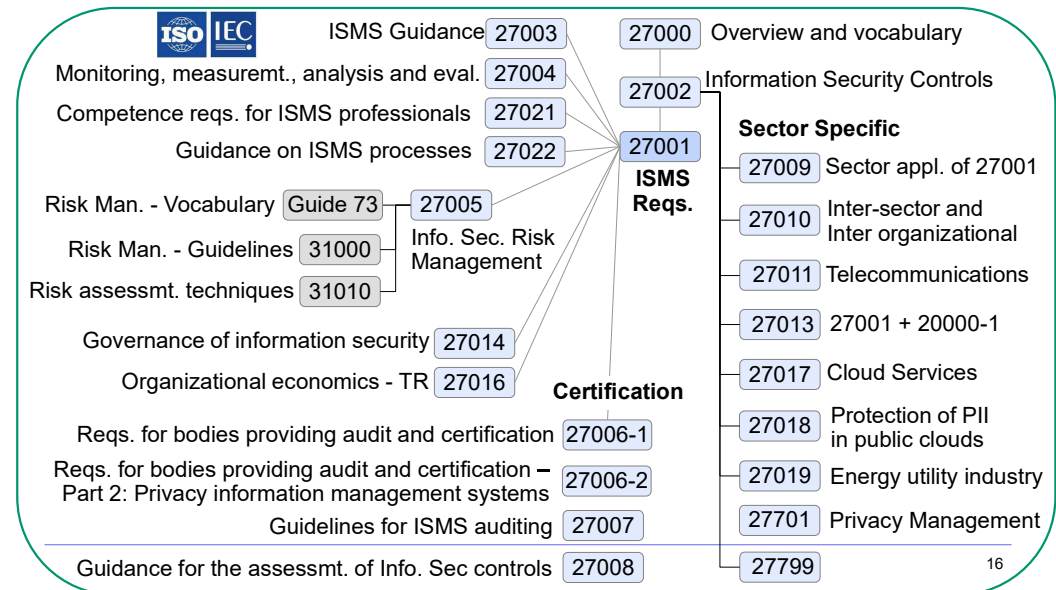 ISO IEC
ISMS Guidance 27003
Monitoring, measuremt., analysis and eval. 27004
Competence reqs. for ISMS professionals 27021
Guidance on ISMS processes 27022
Risk Man. - Vocabulary Guide 73 27005
Info. Sec. Risk
Management
Risk Man. - Guidelines 31000
Risk assessmt. techniques 31010
Governance of information security 27014
Organizational economics - TR 27016
Certification
Reqs. for bodies providing audit and certification 27006-1
Reqs. for bodies providing audit and certification –
Part 2: Privacy information management systems 27006-2
Guidelines for ISMS auditing 27007
Guidance for the assessmt. of Info. Sec controls 27008
27000 Overview and vocabulary
27002 Information Security Controls
27001
ISMS
Reqs.
Sector Specific
27009 Sector appl. of 27001
27010 Inter-sector and
Inter organizational
27011 Telecommunications
27013 27001 + 20000-1
27017 Cloud Services
27018 Protection of PII
in public clouds
27019 Energy utility industry
27701 Privacy Management
27799
16